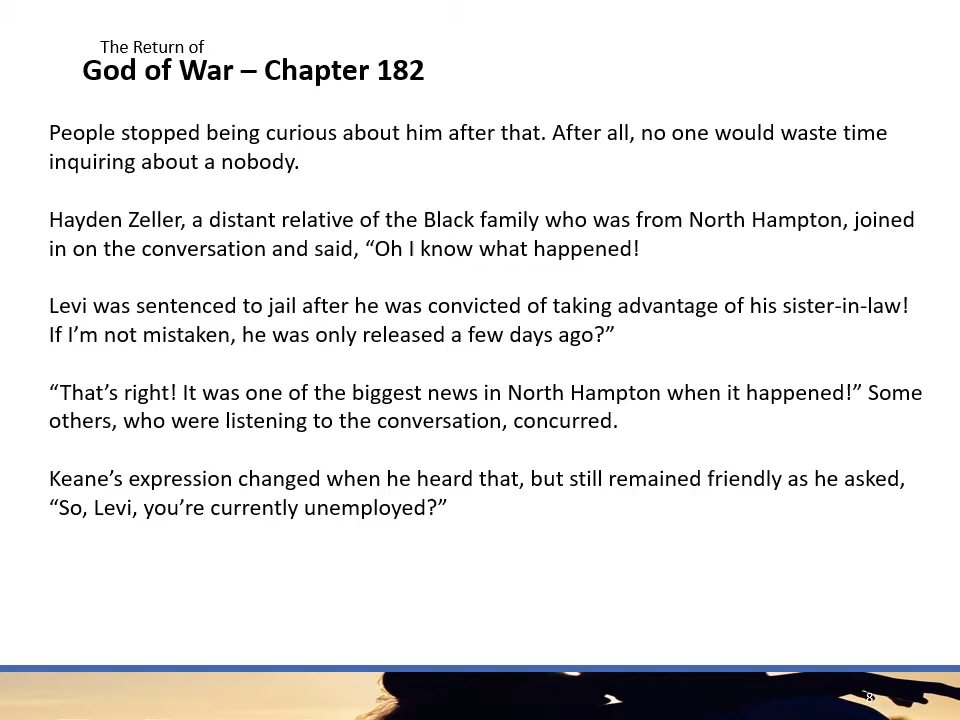 The Return of
God of War – Chapter 182
People stopped being curious about him after that. After all, no one would waste time
inquiring about a nobody.
Hayden Zeller, a distant relative of the Black family who was from North Hampton, joined
in on the conversation and said, “Oh I know what happened!
Levi was sentenced to jail after he was convicted of taking advantage of his sister-in-law!
If I’m not mistaken, he was only released a few days ago?”
“That’s right! It was one of the biggest news in North Hampton when it happened!” Some
others, who were listening to the conversation, concurred.
Keane’s expression changed when he heard that, but still remained friendly as he asked,
“So, Levi, you’re currently unemployed?”
8